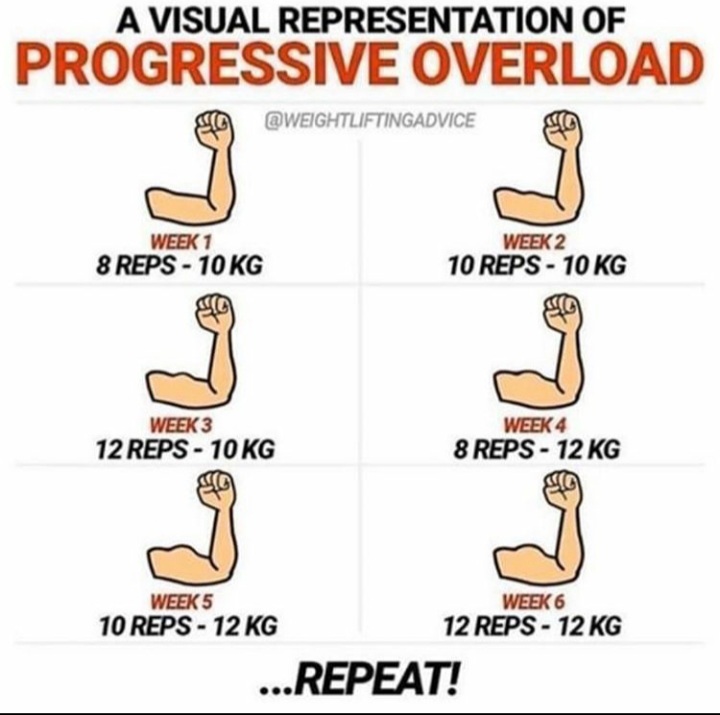 A VISUAL REPRESENTATION OF
PROGRESSIVE OVERLOAD
@WEIGHTLIFTINGADVICE
WEEK 1
8 REPS - 10 KG
WEEK 2
10 REPS - 10 KG
WEEK 3
12 REPS - 10 KG
WEEK 4
8 REPS - 12 KG
WEEK 5
10 REPS - 12 KG
WEEK 6
12 REPS - 12 KG
...REPEAT!